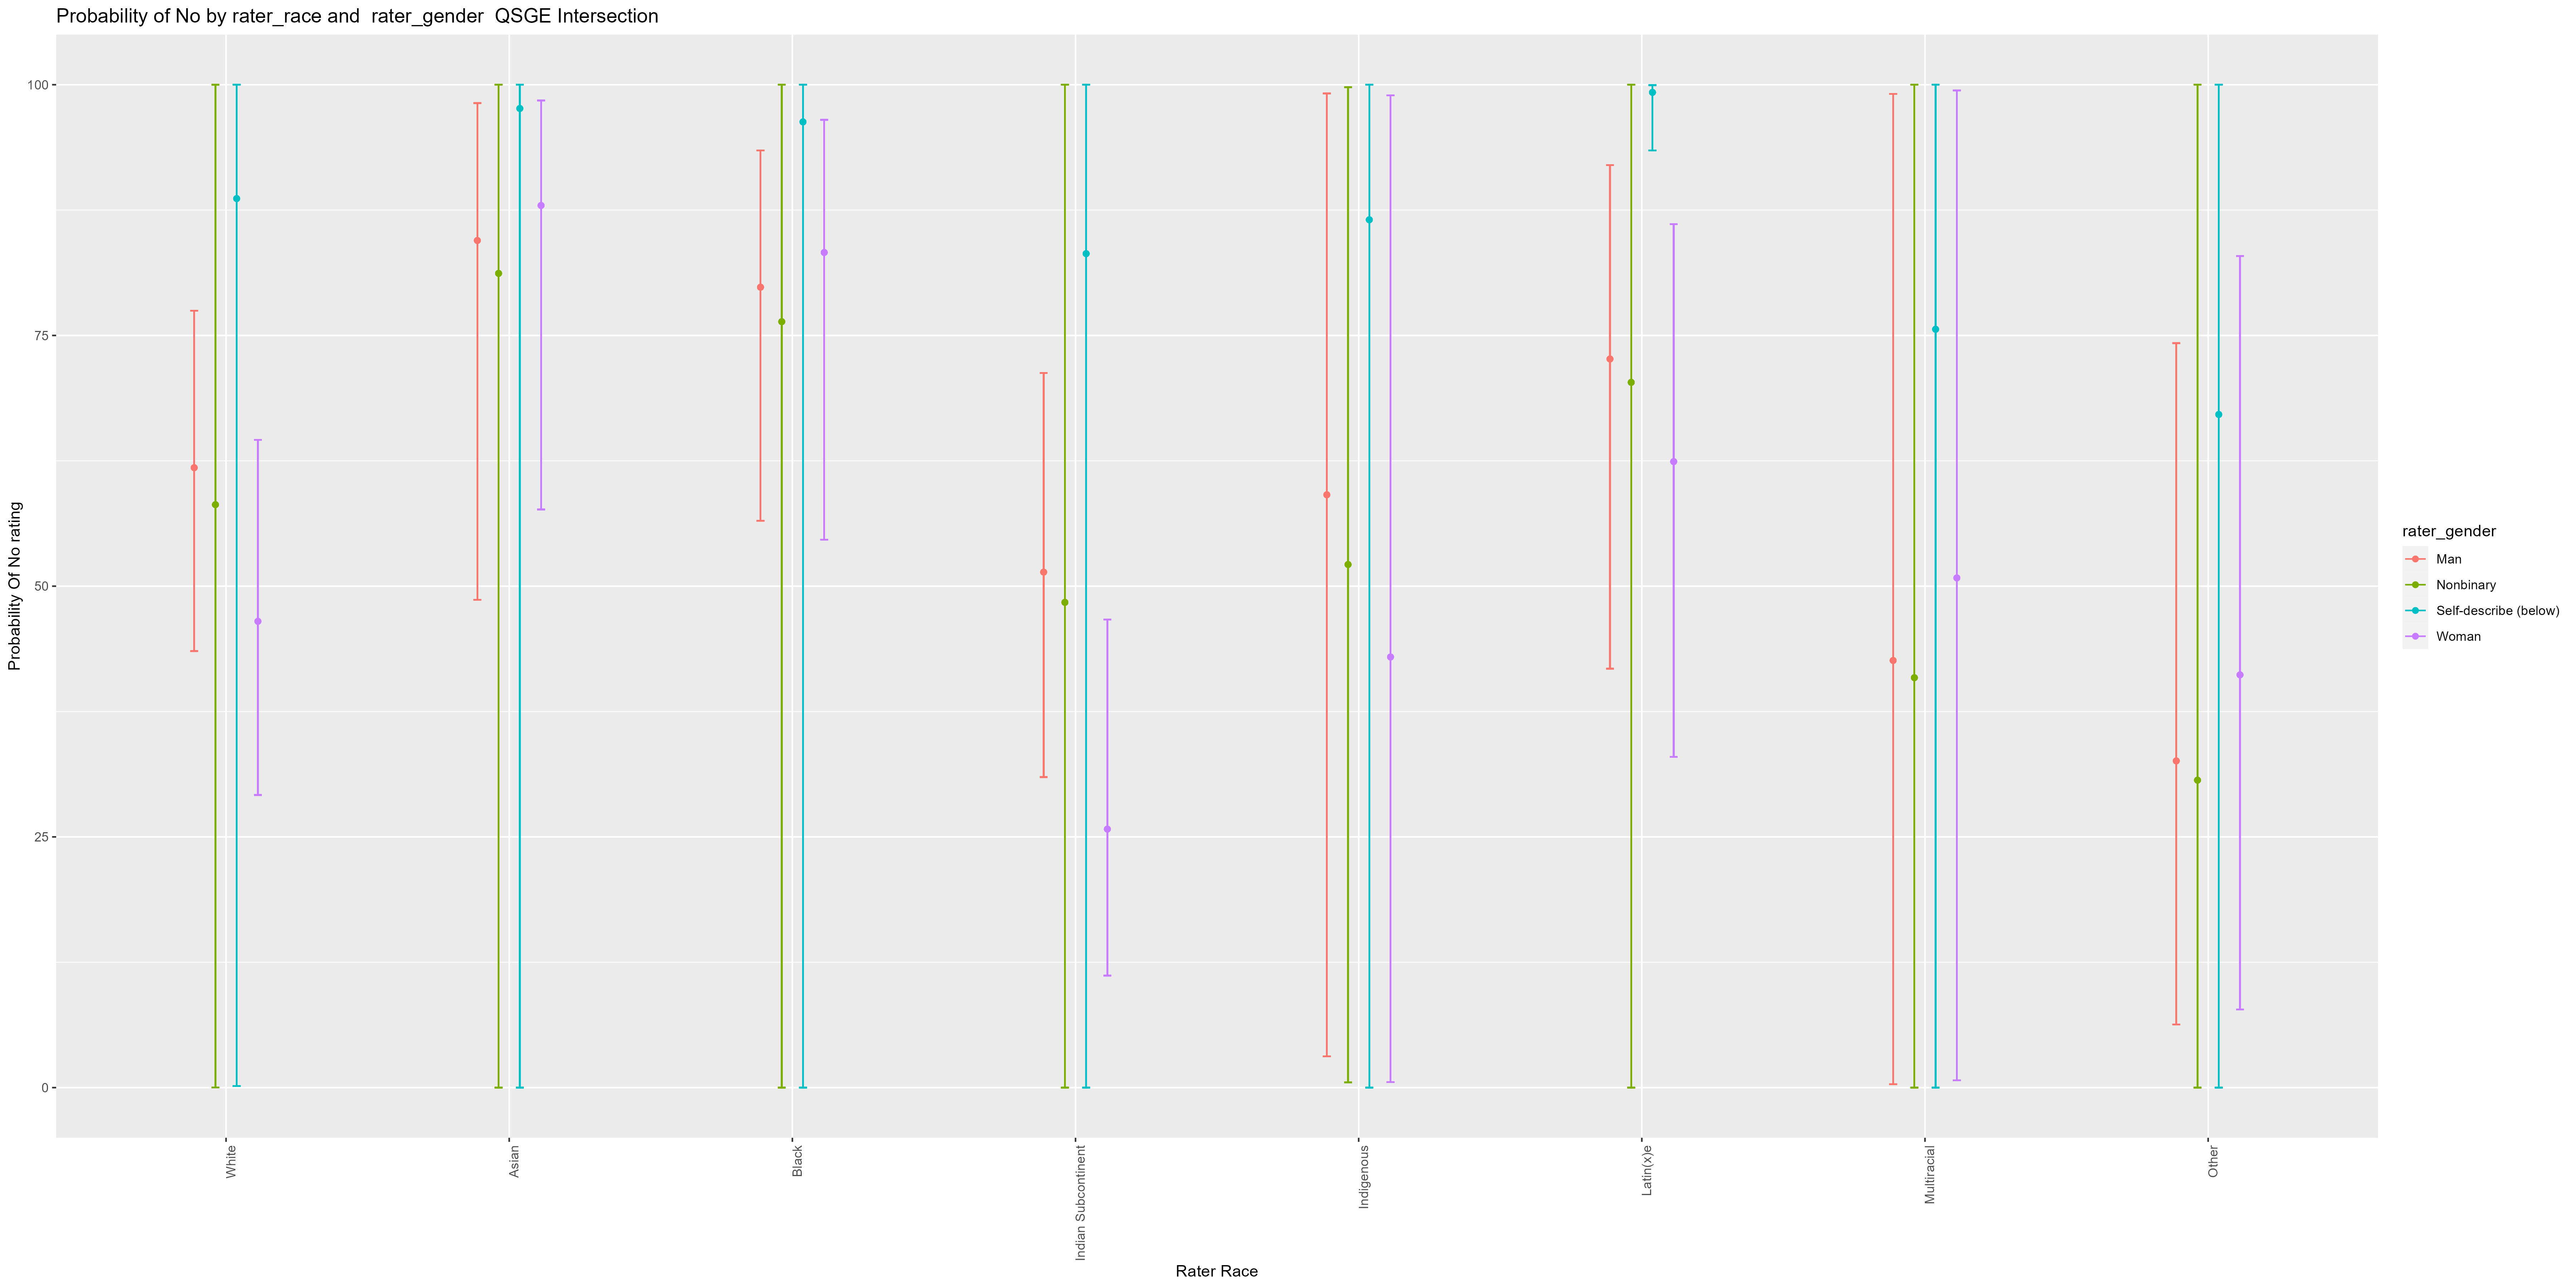 Probability of No by rater_race and  rater_gender  QSGE Intersection
Probability Of No rating
100
75
50
25
0
White
Asian
Black
Indian Subcontinent
Indigenous
Latin(x)e
Multiracial
Other
Rater Race
rater_gender
Man
Nonbinary
Self-describe (below)
Woman